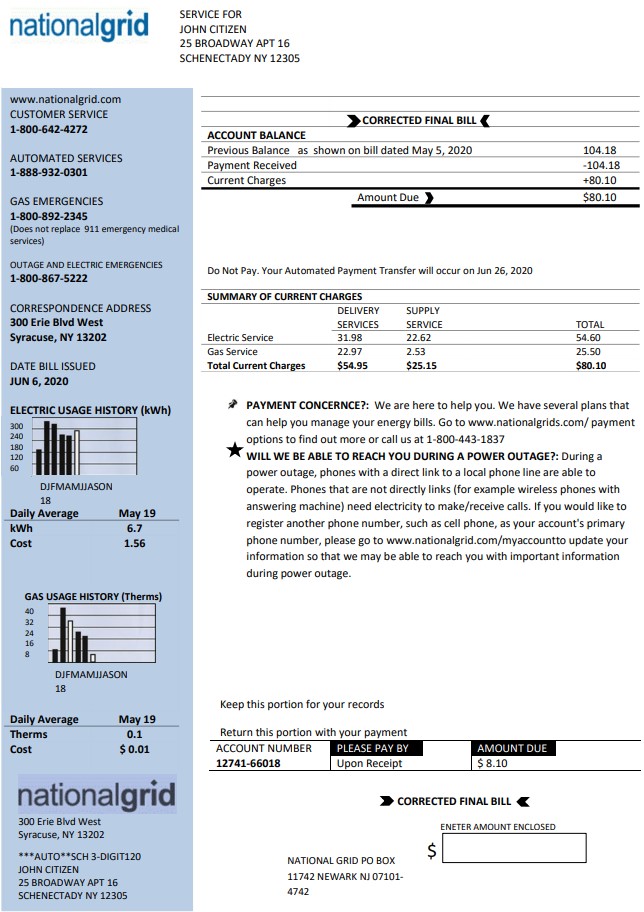 nationalgrid
SERVICE FOR
JOHN CITIZEN
25 BROADWAY APT 16
SCHENECTADY NY 12305
www.nationalgrid.com
CUSTOMER SERVICE
1-800-642-4272
AUTOMATED SERVICES
1-888-932-0301
GAS EMERGENCIES
1-800-892-2345
(Does not replace 911 emergency medical
services)
OUTAGE AND ELECTRIC EMERGENCIES
1-800-867-5222
CORRESPONDENCE ADDRESS
300 Erie Blvd West
Syracuse, NY 13202
DATE BILL ISSUED
JUN 6, 2020
ELECTRIC USAGE HISTORY (kWh)
300
240
180
120
60
DJFMAMJJASON
18
Daily Average May 19
kWh 6.7
Cost 1.56
GAS USAGE HISTORY (Therms)
40
32
24
16
8
DJFMAMJJASON
18
Daily Average May 19
Therms 0.1
Cost $ 0.01
nationalgrid
300 Erie Blvd West
Syracuse, NY 13202
***AUTO**SCH 3-DIGIT120
JOHN CITIZEN
25 BROADWAY APT 16
SCHENECTADY NY 12305
CORRECTED FINAL BILL
ACCOUNT BALANCE
Previous Balance as shown on bill dated May 5, 2020 104.18
Payment Received -104.18
Current Charges +80.10
Amount Due $80.10
Do Not Pay. Your Automated Payment Transfer will occur on Jun 26, 2020
SUMMARY OF CURRENT CHARGES
DELIVERY SUPPLY
SERVICES SERVICE TOTAL
Electric Service 31.98 22.62 54.60
Gas Service 22.97 2.53 25.50
Total Current Charges $54.95 $25.15 $80.10
PAYMENT CONCERNCE?: We are here to help you. We have several plans that
can help you manage your energy bills. Go to www.nationalgrids.com/ payment
options to find out more or call us at 1-800-443-1837
WILL WE BE ABLE TO REACH YOU DURING A POWER OUTAGE?: During a
power outage, phones with a direct link to a local phone line are able to
operate. Phones that are not directly links (for example wireless phones with
answering machine) need electricity to make/receive calls. If you would like to
register another phone number, such as cell phone, as your account's primary
phone number, please go to www.nationalgrid.com/myaccountto update your
information so that we may be able to reach you with important information
during power outage.
Keep this portion for your records
Return this portion with your payment
ACCOUNT NUMBER PLEASE PAY BY AMOUNT DUE
12741-66018 Upon Receipt $ 8.10
CORRECTED FINAL BILL
ENTER AMOUNT ENCLOSED
$
NATIONAL GRID PO BOX
11742 NEWARK NJ 07101-
4742